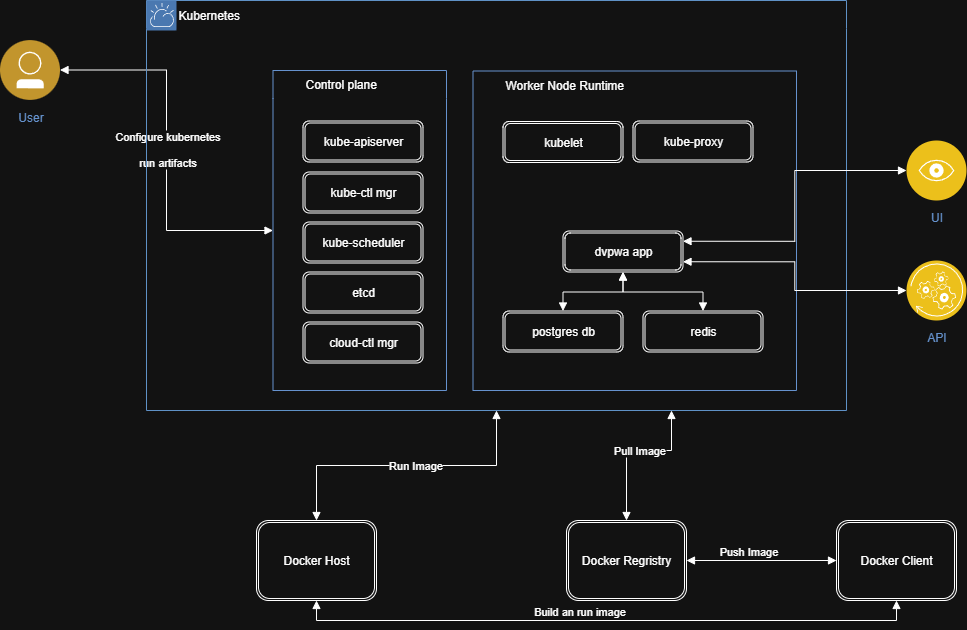 Kubernetes
User
Control plane
Worker Node Runtime
Configure kubernetes
run artifacts
kube-apiserver
kube-ctl mgr
kube-scheduler
etcd
cloud-ctl mgr
kubelet
kube-proxy
dvpwa app
postgres db
redis
UI
API
Run Image
Pull Image
Docker Host
Docker Regristry
Push Image
Docker Client
Build an run image